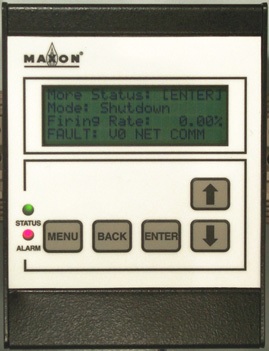 MAXON®
More Status: [ENTER]
Mode: Shutdown
Firing Rate: 0.00%
FAULT: V0 NET COMM
STATUS
ALARM
MENU
BACK
ENTER